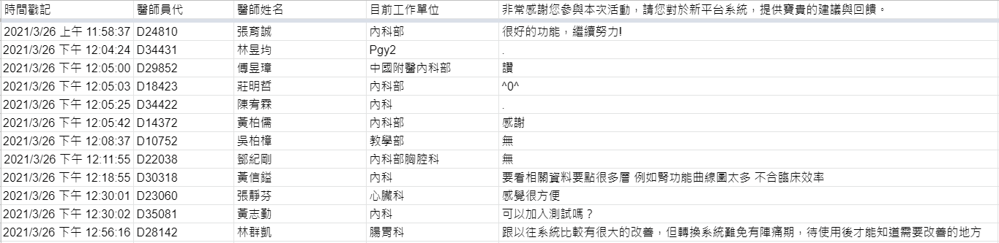 時間戳記 醫師員代 醫師姓名 目前工作單位 非常感謝您參與本次活動，請您對於新平台系統，提供寶貴的建議與回饋。
2021/3/26 上午 11:58:37 D24810 張育誠 內科部 很好的功能，繼續努力!
2021/3/26 下午 12:04:24 D34431 林昱均 Pgy2 .
2021/3/26 下午 12:05:00 D29852 傅昱璋 中國附醫內科部 讚
2021/3/26 下午 12:05:03 D18423 莊明哲 內科部 ^0^
2021/3/26 下午 12:05:25 D34422 陳宥霖 內科 .
2021/3/26 下午 12:05:42 D14372 黃柏儒 內科部 感謝
2021/3/26 下午 12:08:37 D10752 吳柏樟 教學部 無
2021/3/26 下午 12:11:55 D22038 鄧紀剛 內科部胸腔科 無
2021/3/26 下午 12:18:55 D30318 黃信鎰 內科 要看相關資料要點很多層 例如腎功能曲線圖太多 不合臨床效率
2021/3/26 下午 12:30:01 D23060 張靜芬 心臟科 感覺很方便
2021/3/26 下午 12:30:02 D35081 黃志勤 內科 可以加入測試嗎？
2021/3/26 下午 12:56:16 D28142 林群凱 腸胃科 跟以往系統比較有很大的改善，但轉換系統難免有陣痛期，待使用後才能知道需要改善的地方